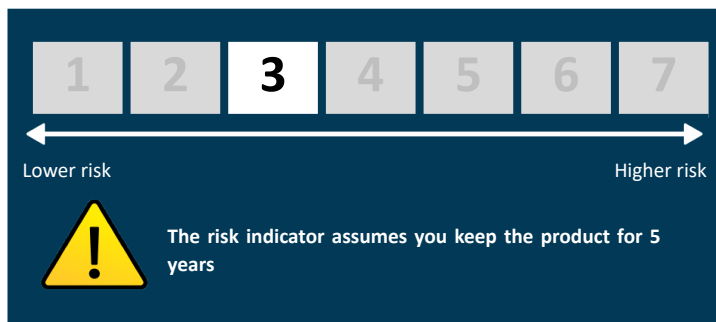 1 2 3 4 5 6 7
Lower risk Higher risk
!
The risk indicator assumes you keep the product for 5
years